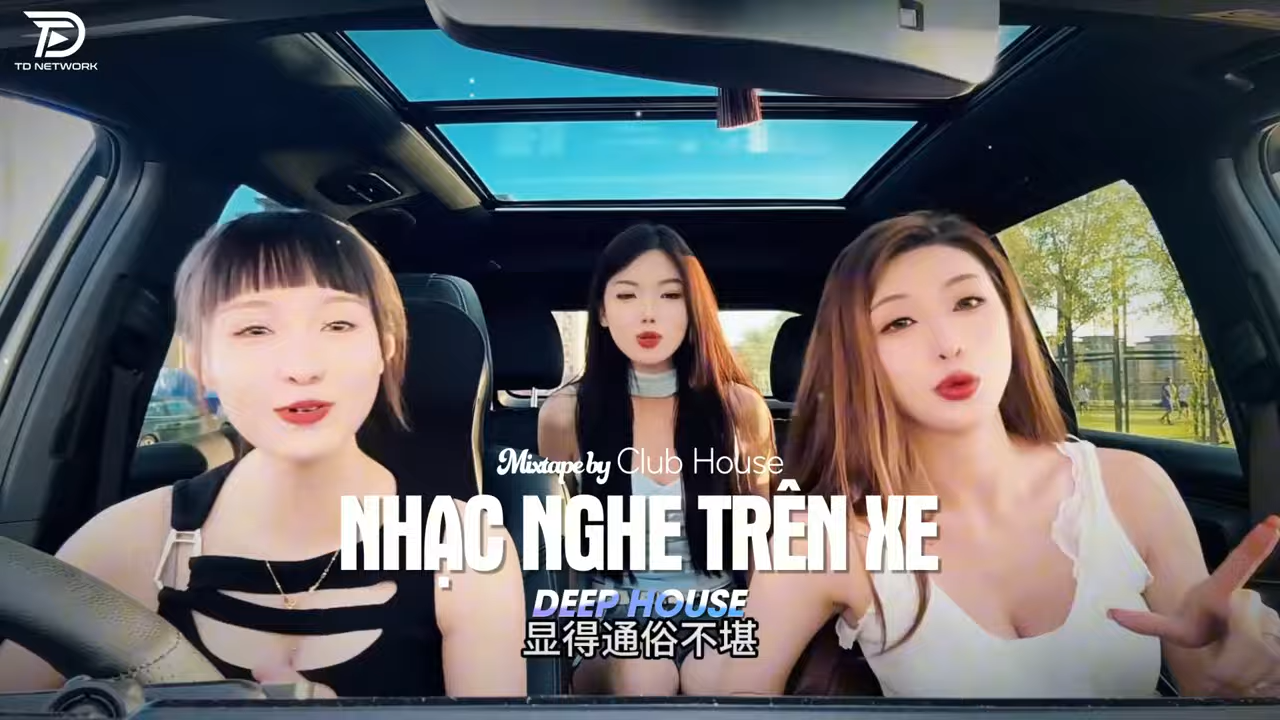 TD NETWORK
Mixtape by Club House
NHẠC NGHE TRÊN XE
DEEP HOUSE
显得通俗不堪